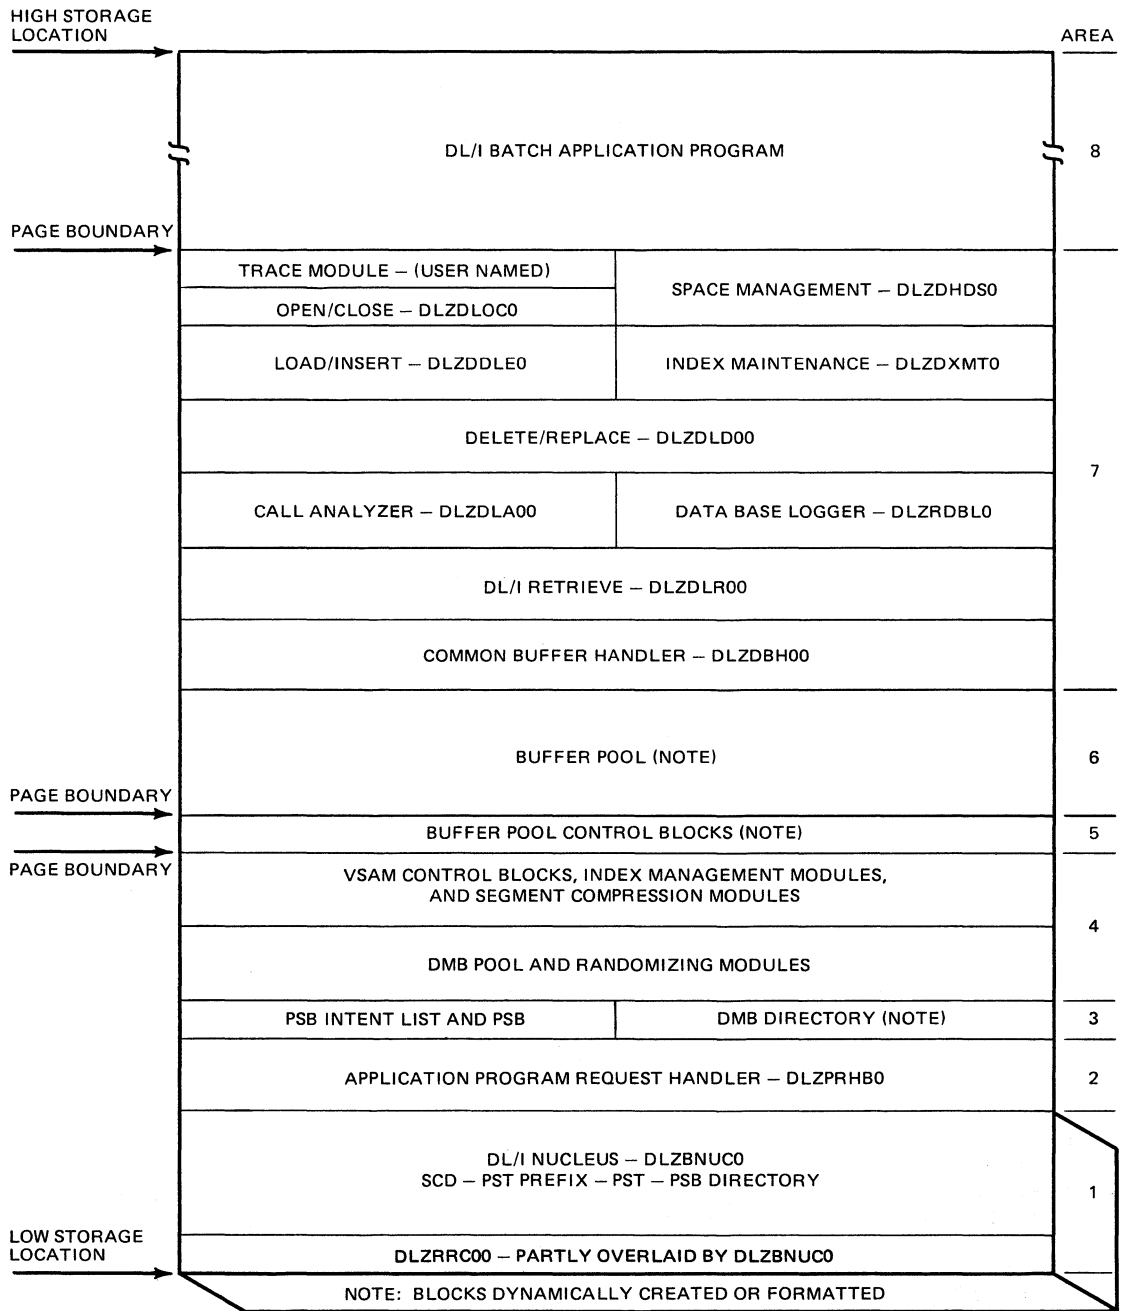 HIGH STORAGE
LOCATION
AREA
DL/I BATCH APPLICATION PROGRAM
8
PAGE BOUNDARY
TRACE MODULE – (USER NAMED)
SPACE MANAGEMENT – DLZDHDS0
OPEN/CLOSE – DLZDLOC0
LOAD/INSERT – DLZDDLE0
INDEX MAINTENANCE – DLZDXMT0
DELETE/REPLACE – DLZDLD00
7
CALL ANALYZER – DLZDLA00
DATA BASE LOGGER – DLZRDBL0
DL/I RETRIEVE – DLZDLR00
COMMON BUFFER HANDLER – DLZDBH00
BUFFER POOL (NOTE)
6
PAGE BOUNDARY
BUFFER POOL CONTROL BLOCKS (NOTE)
5
PAGE BOUNDARY
VSAM CONTROL BLOCKS, INDEX MANAGEMENT MODULES,
AND SEGMENT COMPRESSION MODULES
4
DMB POOL AND RANDOMIZING MODULES
PSB INTENT LIST AND PSB
DMB DIRECTORY (NOTE)
3
APPLICATION PROGRAM REQUEST HANDLER – DLZPRHB0
2
DL/I NUCLEUS – DLZBNUC0
SCD – PST PREFIX – PST – PSB DIRECTORY
1
LOW STORAGE
LOCATION
DLZRRC00 – PARTLY OVERLAID BY DLZBNUC0
NOTE: BLOCKS DYNAMICALLY CREATED OR FORMATTED